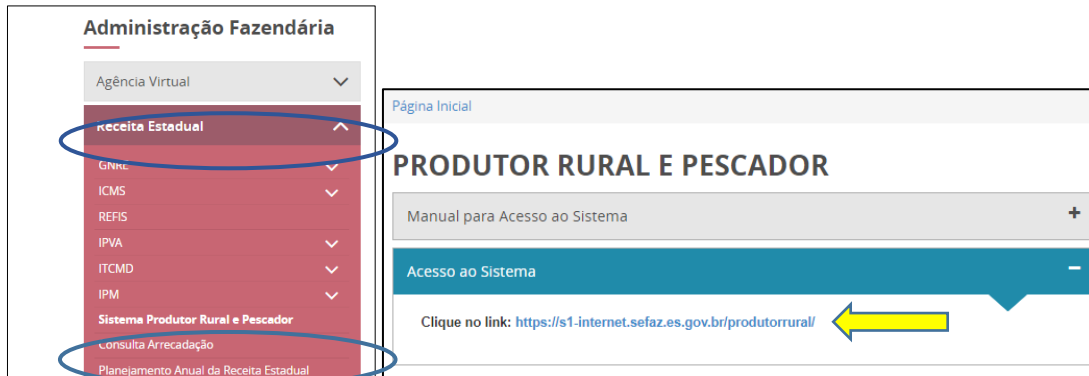 Administração Fazendária
Agência Virtual
Receita Estadual
GNRE
ICMS
REFIS
IPVA
ITCMD
IPM
Sistema Produtor Rural e Pescador
Consulta Arrecadação
Planejamento Anual da Receita Estadual
Página Inicial
PRODUTOR RURAL E PESCADOR
Manual para Acesso ao Sistema
Acesso ao Sistema
Clique no link: https://s1-internet.sefaz.es.gov.br/produtorrural/